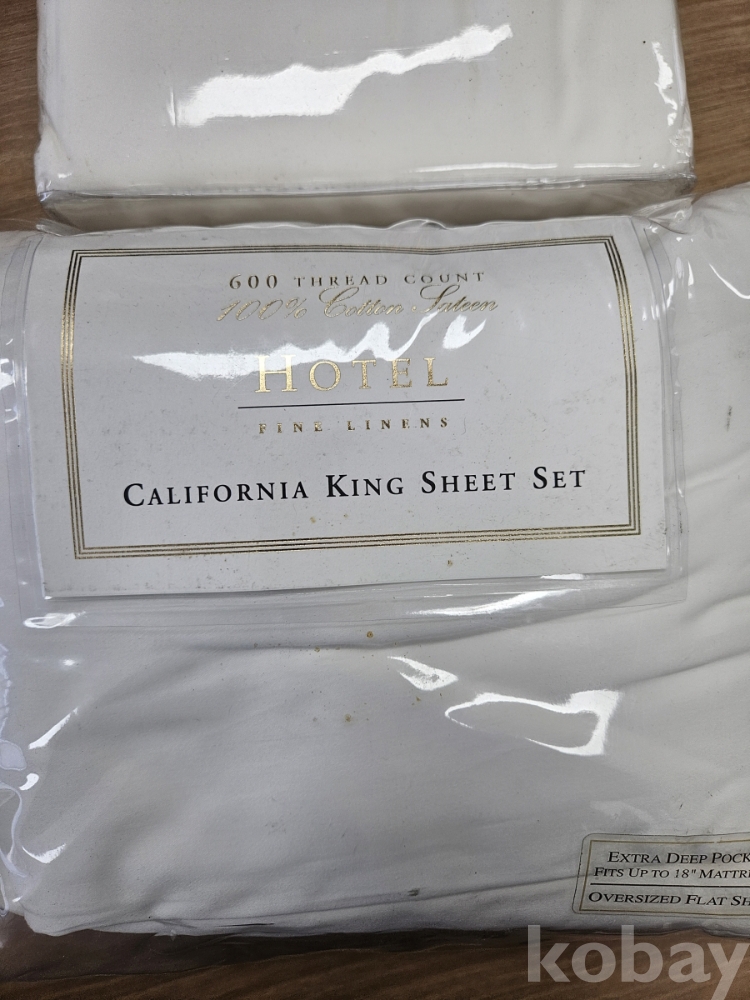 600 THREAD COUNT
100% Cotton Sateen
HOTEL
FINE LINENS
CALIFORNIA KING SHEET SET
EXTRA DEEP POCK
FITS UP TO 18" MATTR
OVERSIZED FLAT SH
kobay